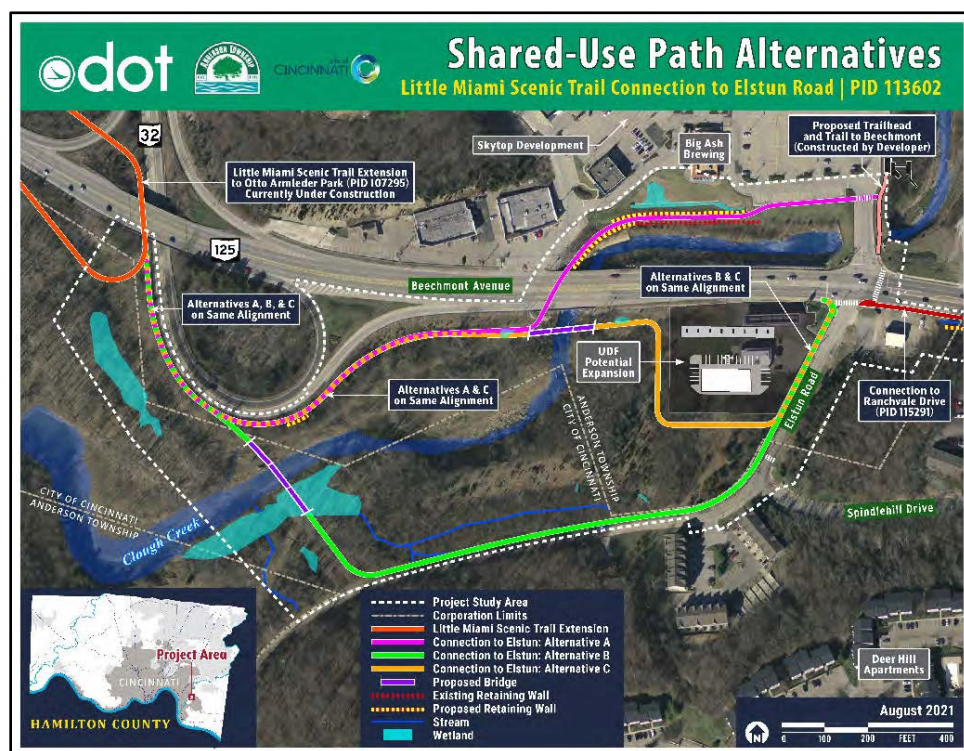 odot
ANDERSON TOWNSHIP
city of
CINCINNATI
Shared-Use Path Alternatives
Little Miami Scenic Trail Connection to Elstun Road | PID 113602
32
Little Miami Scenic Trail Extension
to Otto Armleder Park (PID 107295)
Currently Under Construction
Skytop Development
Big Ash
Brewing
Proposed Trailhead
and Trail to Beechmont
(Constructed by Developer)
125
Beechmont Avenue
Alternatives A, B, & C
on Same Alignment
Alternatives B & C
on Same Alignment
UDF
Potential
Expansion
Alternatives A & C
on Same Alignment
Elstun Road
Connection to
Ranchvale Drive
(PID 115291)
ANDERSON TOWNSHIP
CITY OF CINCINNATI
CITY OF CINCINNATI
ANDERSON TOWNSHIP
Clough Creek
Spindlehill Drive
Project Area
CINCINNATI
HAMILTON COUNTY
Project Study Area
Corporation Limits
Little Miami Scenic Trail Extension
Connection to Elstun: Alternative A
Connection to Elstun: Alternative B
Connection to Elstun: Alternative C
Proposed Bridge
Existing Retaining Wall
Proposed Retaining Wall
Stream
Wetland
Deer Hill
Apartments
August 2021
N
0 100 200 300 400
FEET